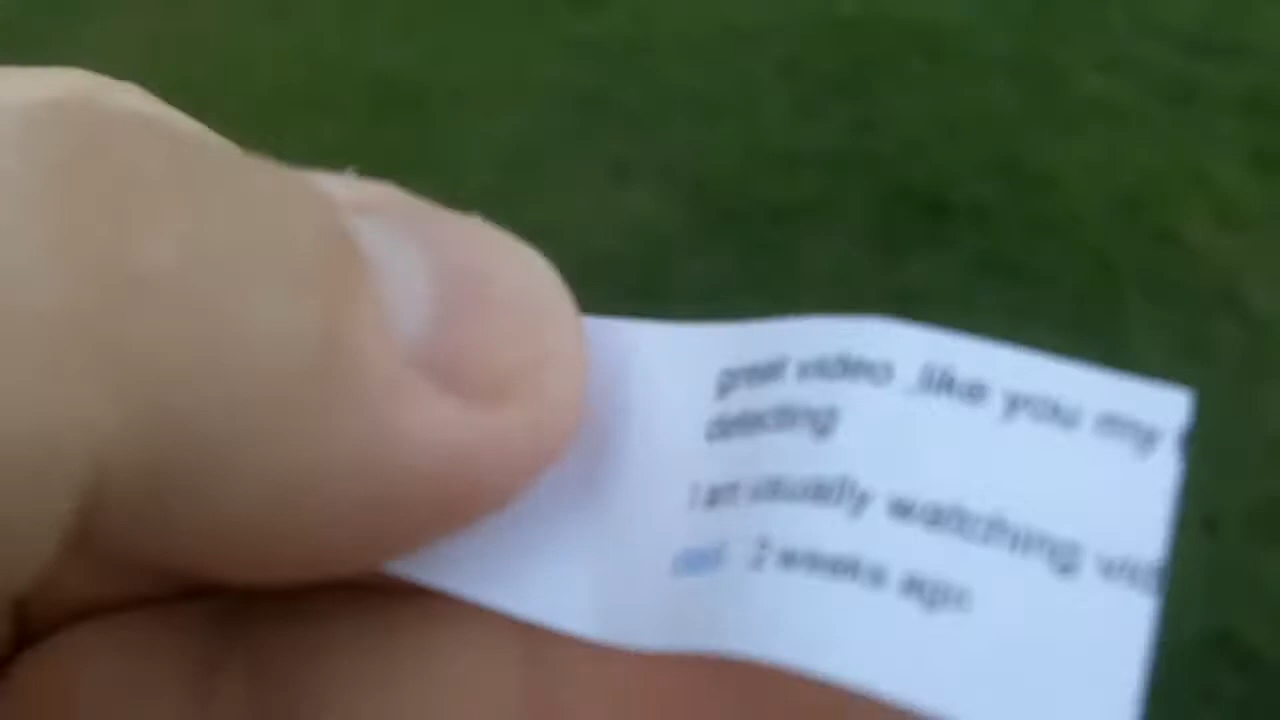 great video ,like you my
detecting
I am usually watching
2 weeks ago